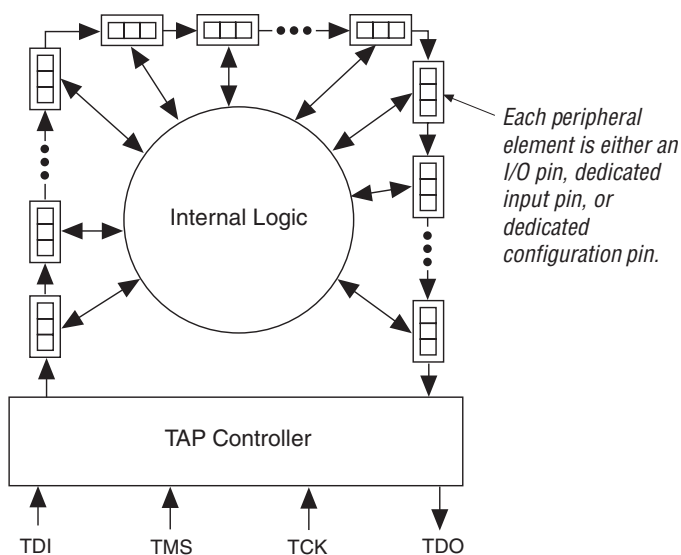 Each peripheral
element is either an
I/O pin, dedicated
input pin, or
dedicated
configuration pin.
Internal Logic
TAP Controller
TDI
TMS
TCK
TDO